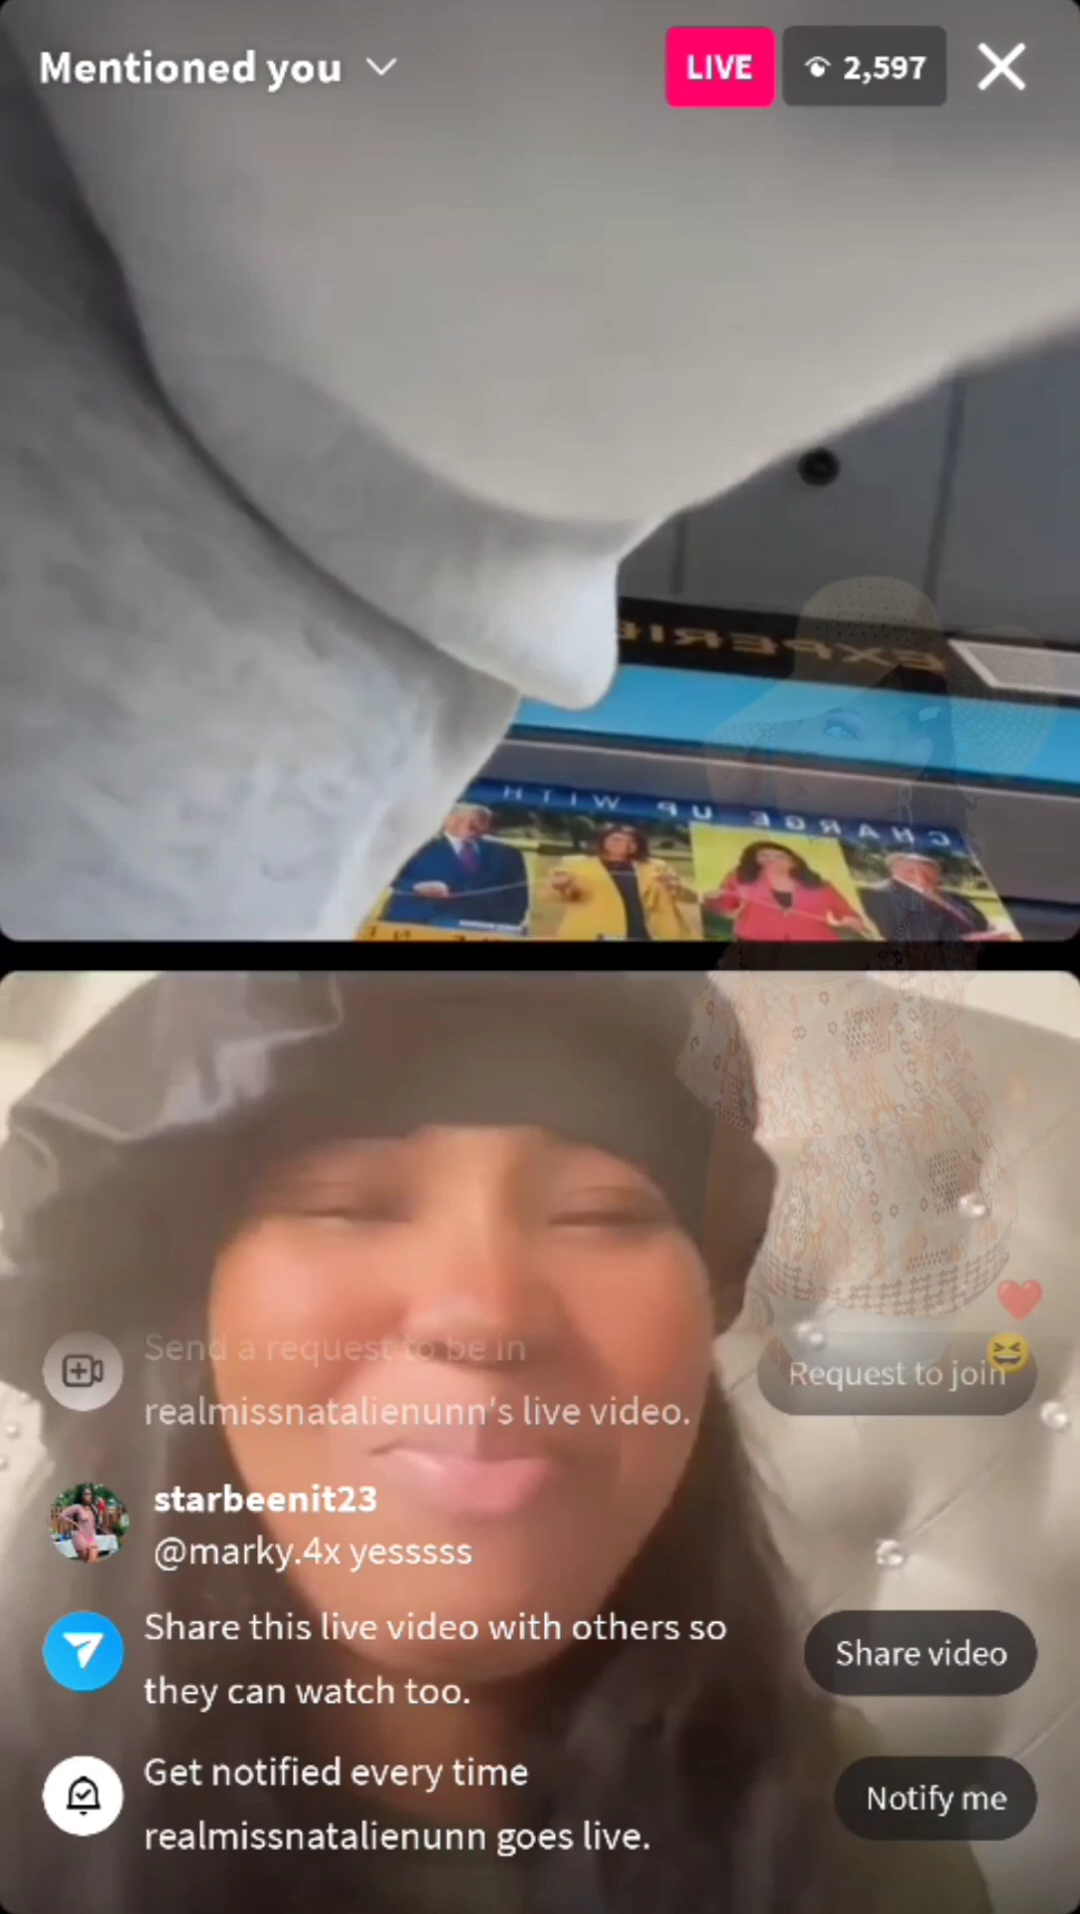 Mentioned you
LIVE
2,597
EXPERI
CHARGE UP WITH
Send a request to be in
realmissnatalienunn's live video.
Request to join
starbeenit23
@marky.4x yesssss
Share this live video with others so
they can watch too.
Share video
Get notified every time
realmissnatalienunn goes live.
Notify me